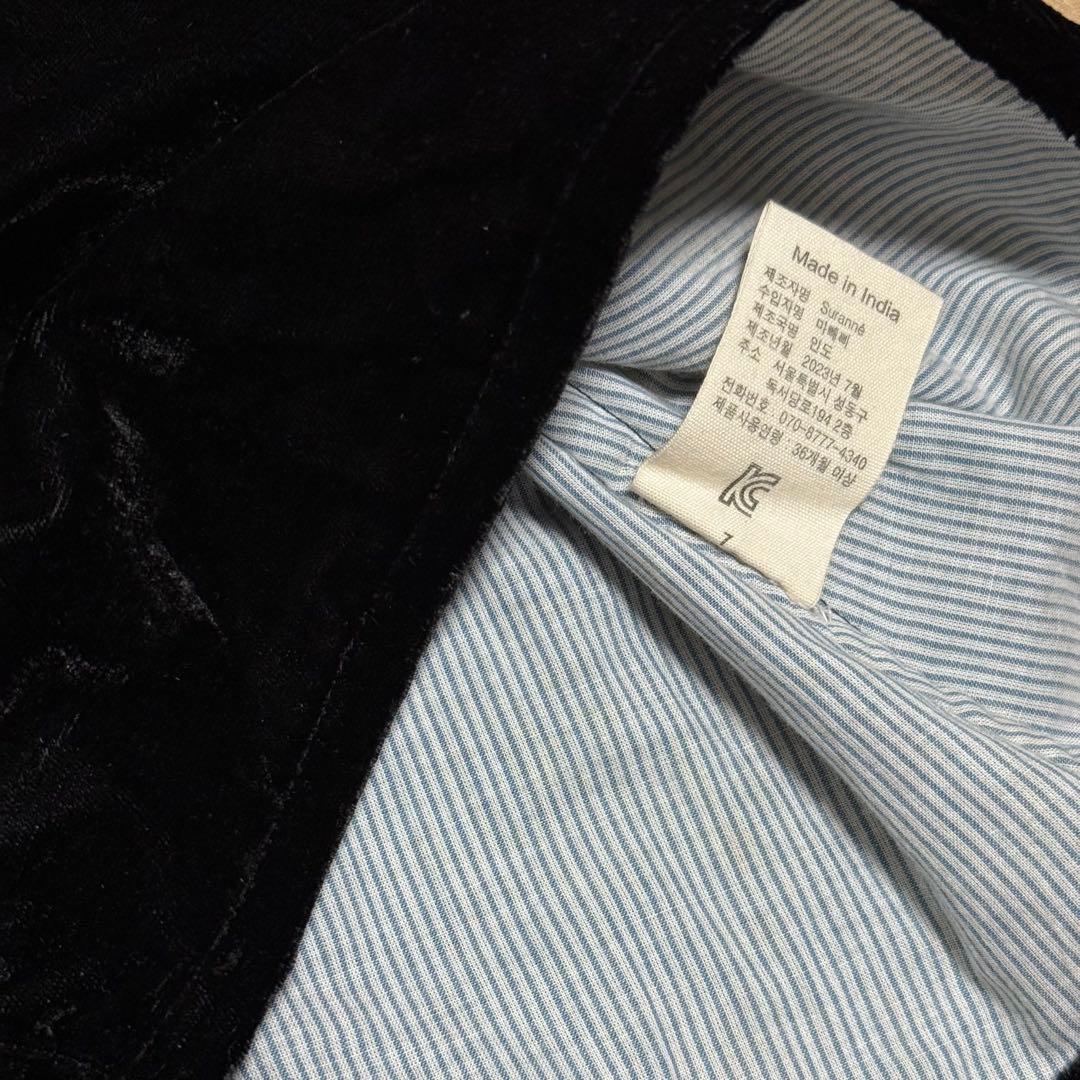 Made in India
제조자명 Suranné
수입자명 마빼삐
제조국명 인도
제조년월 2023년 7월
주소 서울특별시 성동구
독서당로194 2층
전화번호 : 070-8777-4340
제품사용연령 36개월 이상
KC